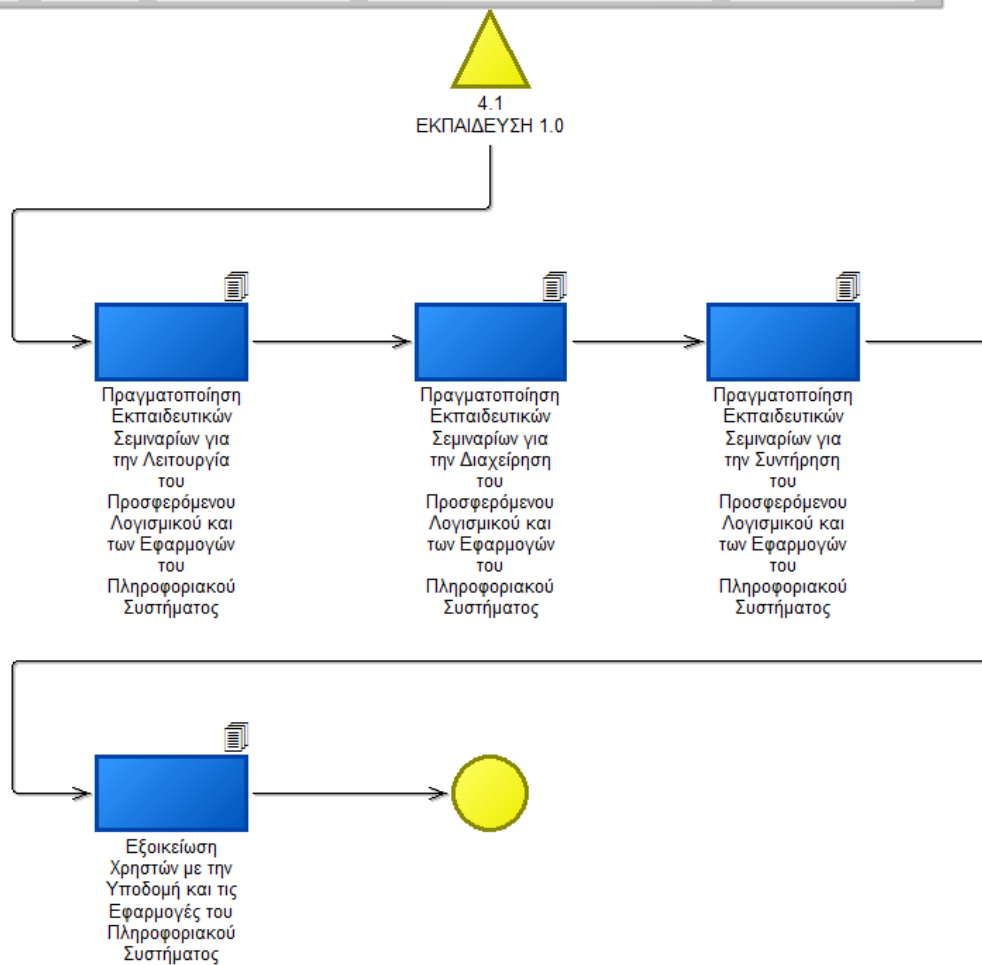 4.1
ΕΚΠΑΙΔΕΥΣΗ 1.0
Πραγματοποίηση
Εκπαιδευτικών
Σεμιναρίων για
την Λειτουργία
του
Προσφερόμενου
Λογισμικού και
των Εφαρμογών
του
Πληροφοριακού
Συστήματος
Πραγματοποίηση
Εκπαιδευτικών
Σεμιναρίων για
την Διαχείρηση
του
Προσφερόμενου
Λογισμικού και
των Εφαρμογών
του
Πληροφοριακού
Συστήματος
Πραγματοποίηση
Εκπαιδευτικών
Σεμιναρίων για
την Συντήρηση
του
Προσφερόμενου
Λογισμικού και
των Εφαρμογών
του
Πληροφοριακού
Συστήματος
Εξοικείωση
Χρηστών με την
Υποδομή και τις
Εφαρμογές του
Πληροφοριακού
Συστήματος